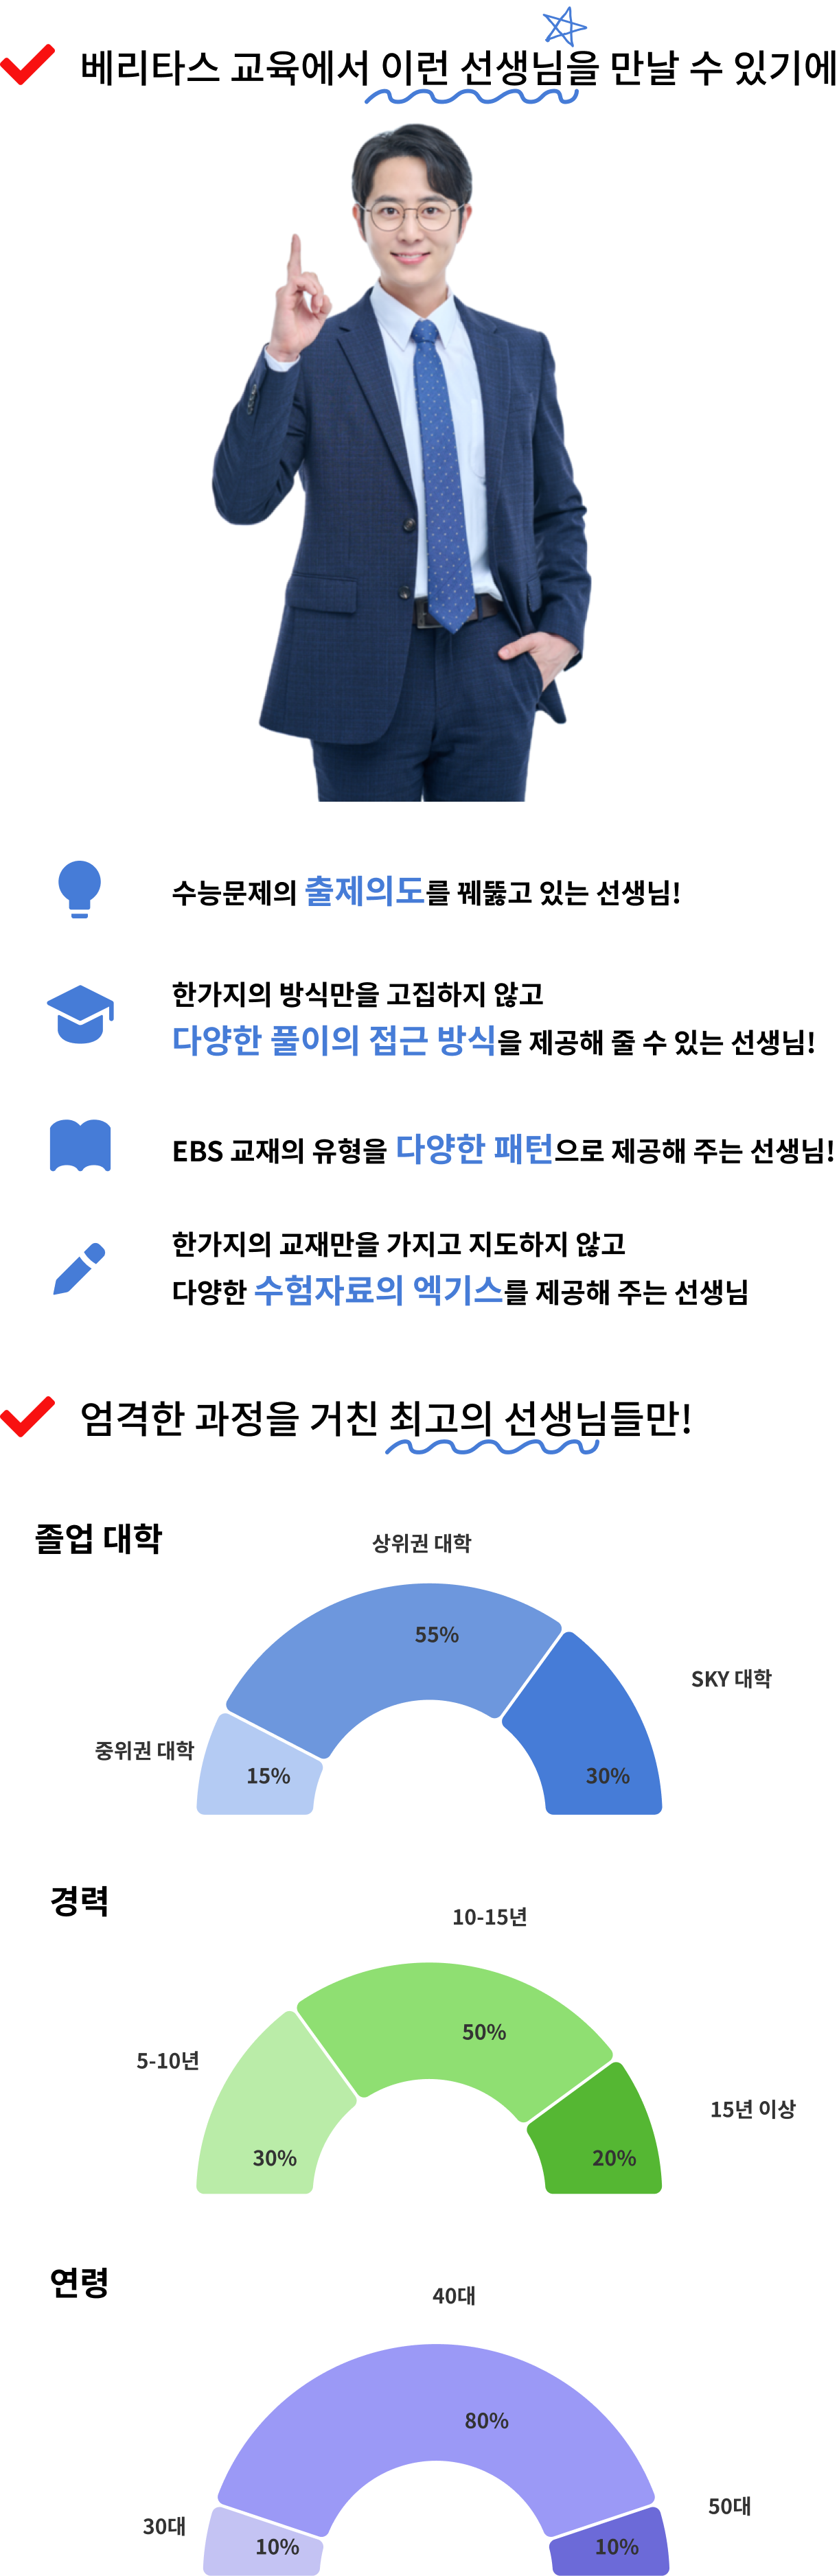 베리타스 교육에서 이런 선생님을 만날 수 있기에
수능문제의 출제의도를 꿰뚫고 있는 선생님!
한가지의 방식만을 고집하지 않고
다양한 풀이의 접근 방식을 제공해 줄 수 있는 선생님!
EBS 교재의 유형을 다양한 패턴으로 제공해 주는 선생님!
한가지의 교재만을 가지고 지도하지 않고
다양한 수험자료의 엑기스를 제공해 주는 선생님
엄격한 과정을 거친 최고의 선생님들만!
졸업 대학
상위권 대학
55%
SKY 대학
중위권 대학
15%
30%
경력
10-15년
50%
5-10년
15년 이상
30%
20%
연령
40대
80%
50대
30대
10%
10%